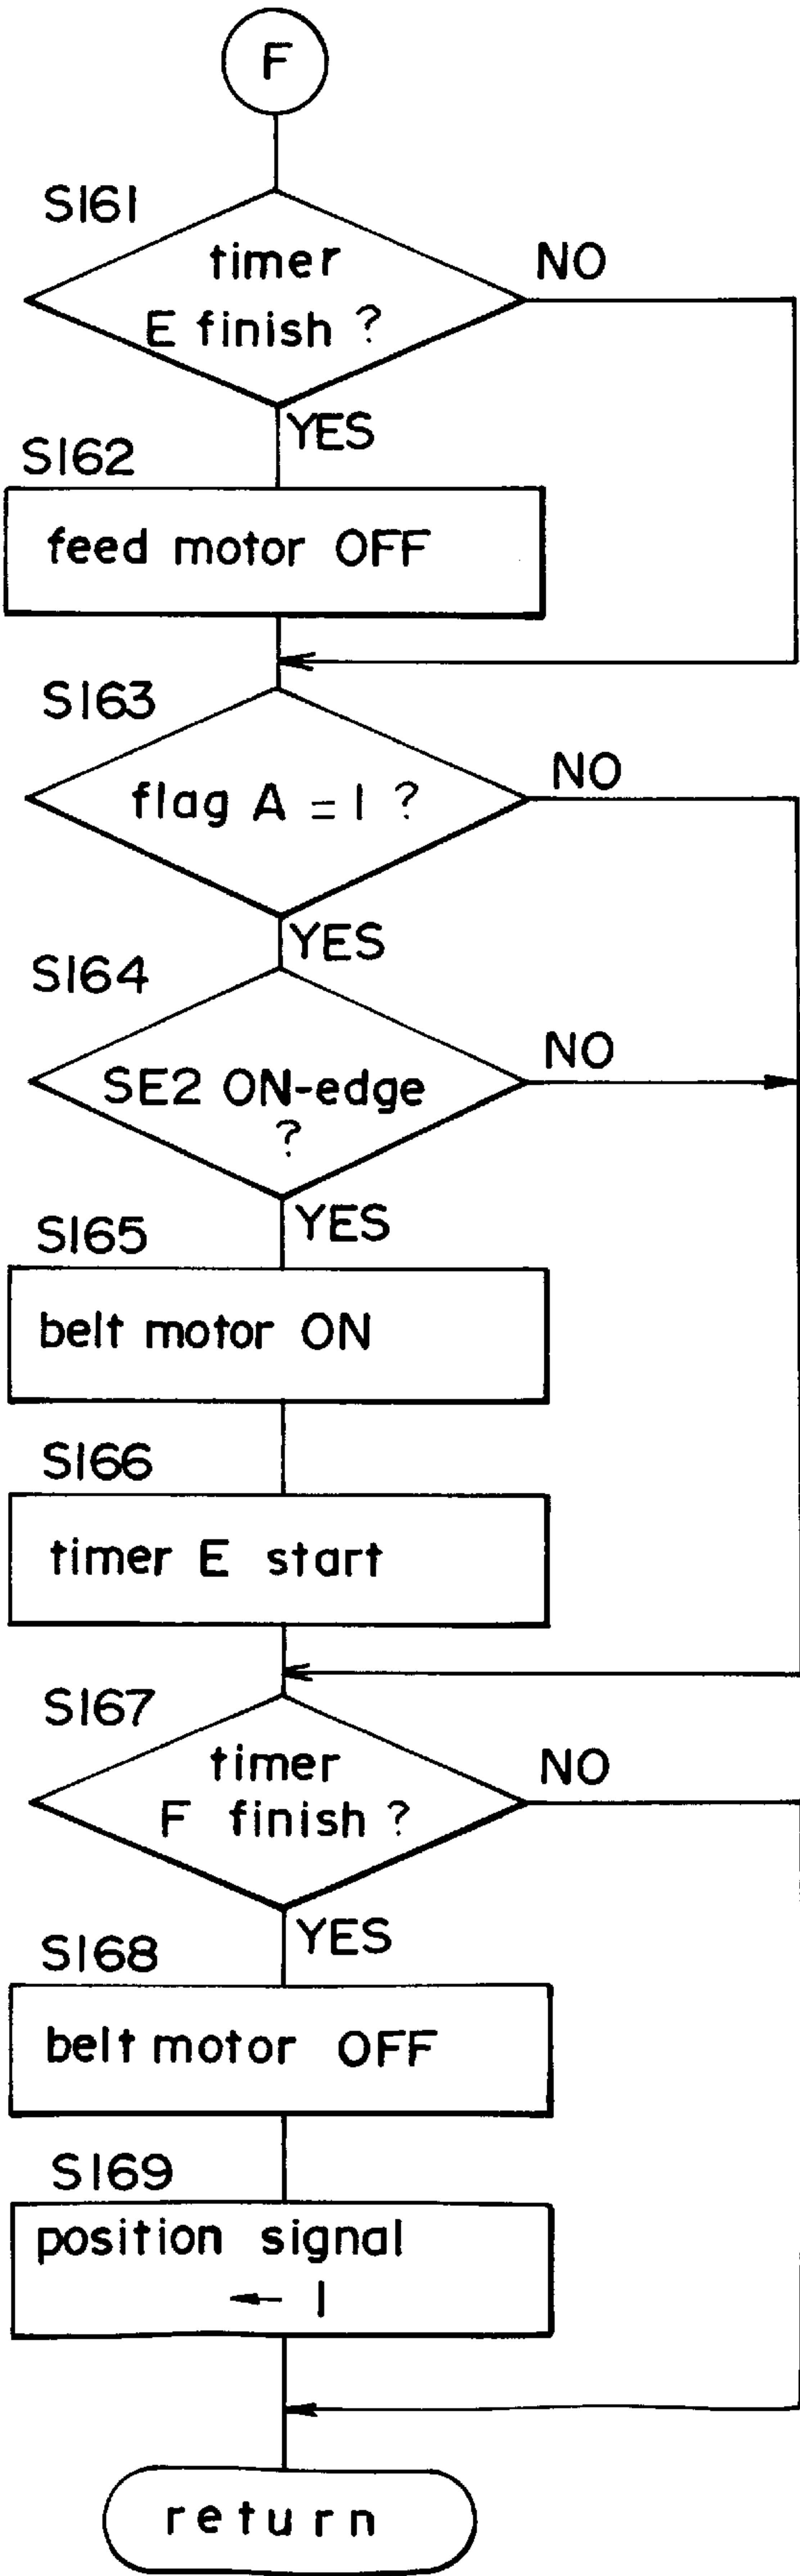 F
S161
timer
NO
E finish ?
YES
S162
feed motor OFF
S163
NO
flag A = 1 ?
YES
S164
NO
SE2 ON-edge
?
YES
S165
belt motor ON
S166
timer E start
S167
timer
NO
F finish ?
YES
S168
belt motor OFF
S169
position signal
← 1
return